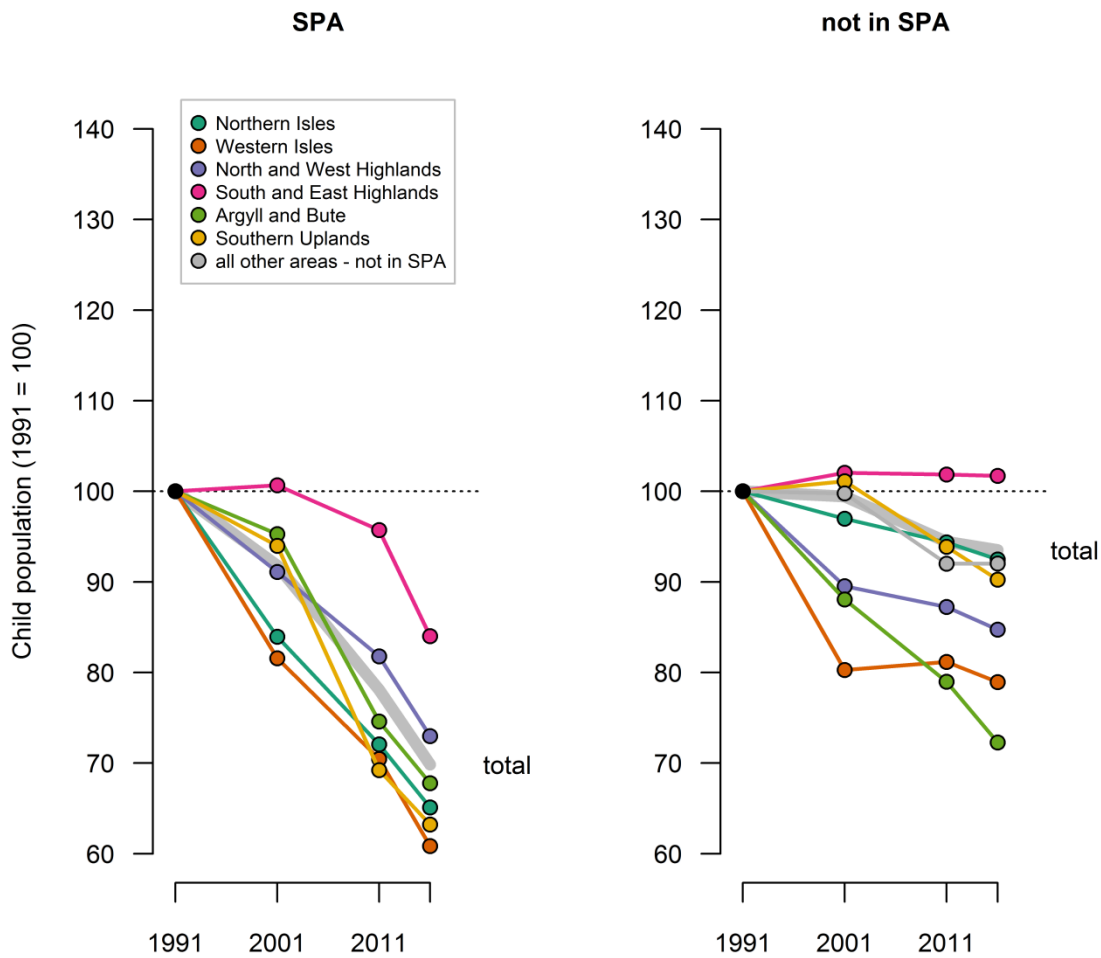 SPA
not in SPA
Northern Isles
Western Isles
North and West Highlands
South and East Highlands
Argyll and Bute
Southern Uplands
all other areas - not in SPA
Child population (1991 = 100)
140
130
120
110
100
90
80
70
60
total
1991
2001
2011
140
130
120
110
100
90
80
70
60
total
1991
2001
2011